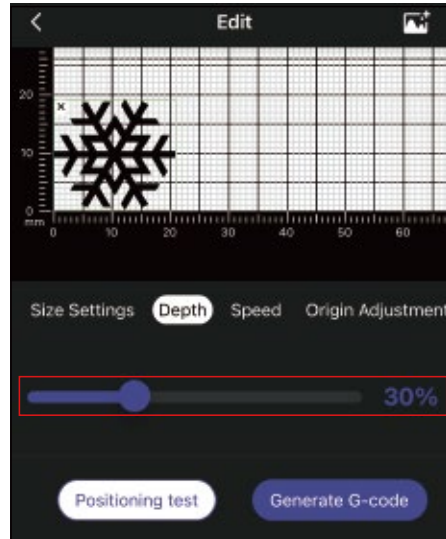 Edit
20
×
10
0
mm
0 10 20 30 40 50 60
Size Settings Depth Speed Origin Adjustment
30%
Positioning test Generate G-code